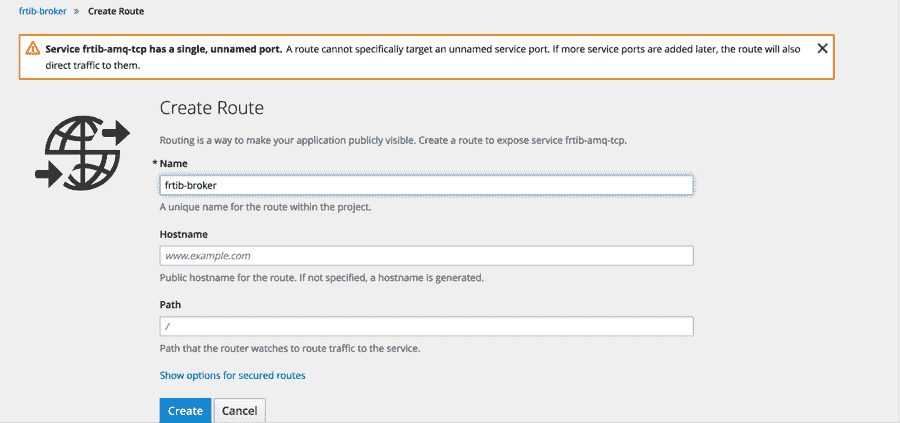 frtib-broker » Create Route
Service frtib-amq-tcp has a single, unnamed port. A route cannot specifically target an unnamed service port. If more service ports are added later, the route will also
direct traffic to them.
Create Route
Routing is a way to make your application publicly visible. Create a route to expose service frtib-amq-tcp.
* Name
frtib-broker
A unique name for the route within the project.
Hostname
www.example.com
Public hostname for the route. If not specified, a hostname is generated.
Path
/
Path that the router watches to route traffic to the service.
Show options for secured routes
Create Cancel